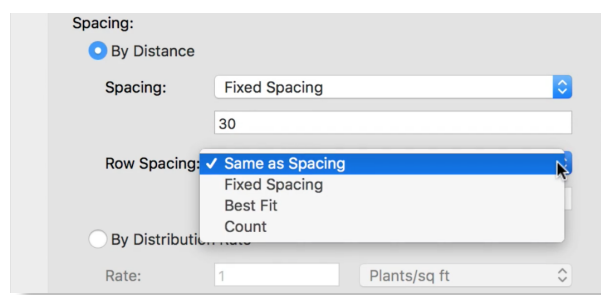 Spacing:
By Distance
Spacing: Fixed Spacing
30
Row Spacing: ✓ Same as Spacing
Fixed Spacing
Best Fit
Count
Rate: 1 Plants/sq ft